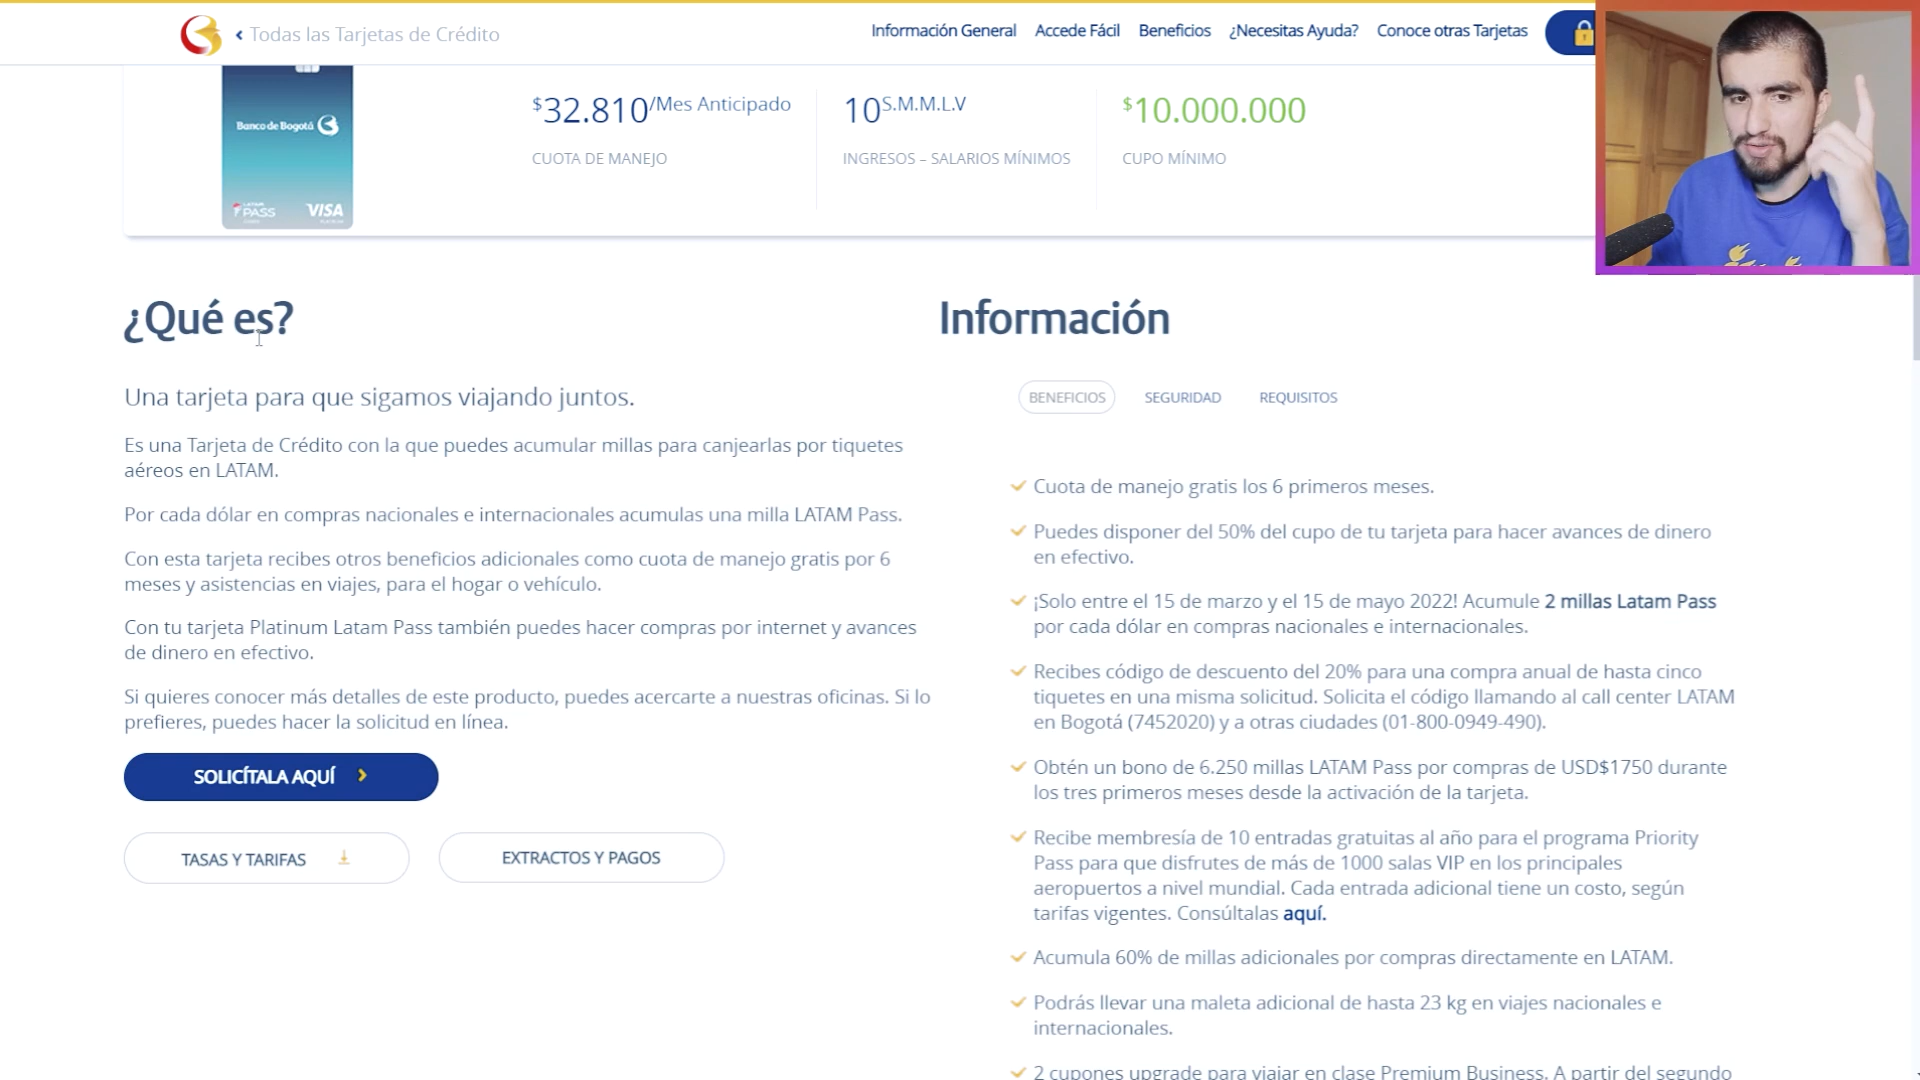 Todas las Tarjetas de Crédito
Información General
Accede Fácil
Beneficios
¿Necesitas Ayuda?
Conoce otras Tarjetas
Banco de Bogotá
LATAM
PASS
VISA
$32.810/Mes Anticipado
CUOTA DE MANEJO
10 S.M.M.L.V
INGRESOS – SALARIOS MÍNIMOS
$10.000.000
CUPO MÍNIMO
¿Qué es?
Una tarjeta para que sigamos viajando juntos.
Es una Tarjeta de Crédito con la que puedes acumular millas para canjearlas por tiquetes
aéreos en LATAM.
Por cada dólar en compras nacionales e internacionales acumulas una milla LATAM Pass.
Con esta tarjeta recibes otros beneficios adicionales como cuota de manejo gratis por 6
meses y asistencias en viajes, para el hogar o vehículo.
Con tu tarjeta Platinum Latam Pass también puedes hacer compras por internet y avances
de dinero en efectivo.
Si quieres conocer más detalles de este producto, puedes acercarte a nuestras oficinas. Si lo
prefieres, puedes hacer la solicitud en línea.
SOLICÍTALA AQUÍ
TASAS Y TARIFAS
EXTRACTOS Y PAGOS
Información
BENEFICIOS
SEGURIDAD
REQUISITOS
Cuota de manejo gratis los 6 primeros meses.
Puedes disponer del 50% del cupo de tu tarjeta para hacer avances de dinero
en efectivo.
¡Solo entre el 15 de marzo y el 15 de mayo 2022! Acumule 2 millas Latam Pass
por cada dólar en compras nacionales e internacionales.
Recibes código de descuento del 20% para una compra anual de hasta cinco
tiquetes en una misma solicitud. Solicita el código llamando al call center LATAM
en Bogotá (7452020) y a otras ciudades (01-800-0949-490).
Obtén un bono de 6.250 millas LATAM Pass por compras de USD$1750 durante
los tres primeros meses desde la activación de la tarjeta.
Recibe membresía de 10 entradas gratuitas al año para el programa Priority
Pass para que disfrutes de más de 1000 salas VIP en los principales
aeropuertos a nivel mundial. Cada entrada adicional tiene un costo, según
tarifas vigentes. Consúltalas aquí.
Acumula 60% de millas adicionales por compras directamente en LATAM.
Podrás llevar una maleta adicional de hasta 23 kg en viajes nacionales e
internacionales.
2 cupones upgrade para viajar en clase Premium Business. A partir del segundo